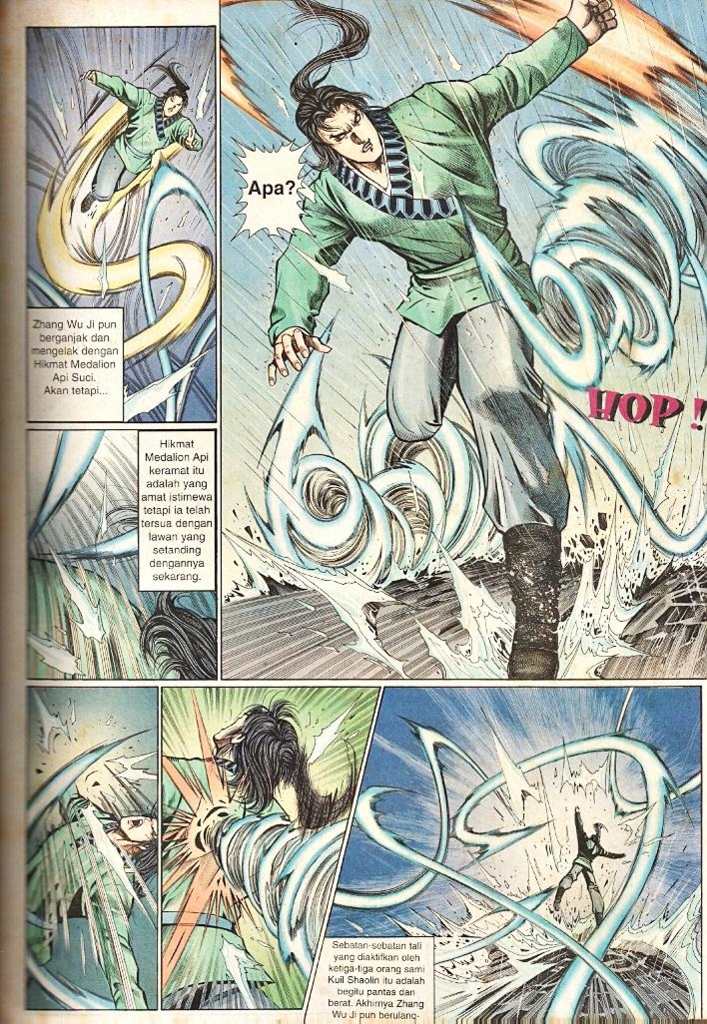 Zhang Wu Ji pun
berganjak dan
mengelak dengan
Hikmat Medalion
Api Suci.
Akan tetapi...
Apa?
HOP !
Hikmat
Medalion Api
keramat itu
adalah yang
amat istimewa
tetapi ia telah
tersua dengan
lawan yang
setanding
dengannya
sekarang.
Sebatan-sebatan tali
yang diaktifkan oleh
ketiga-tiga orang sami
Kuil Shaolin itu adalah
begitu pantas dan
berat. Akhirnya Zhang
Wu Ji pun berulang-